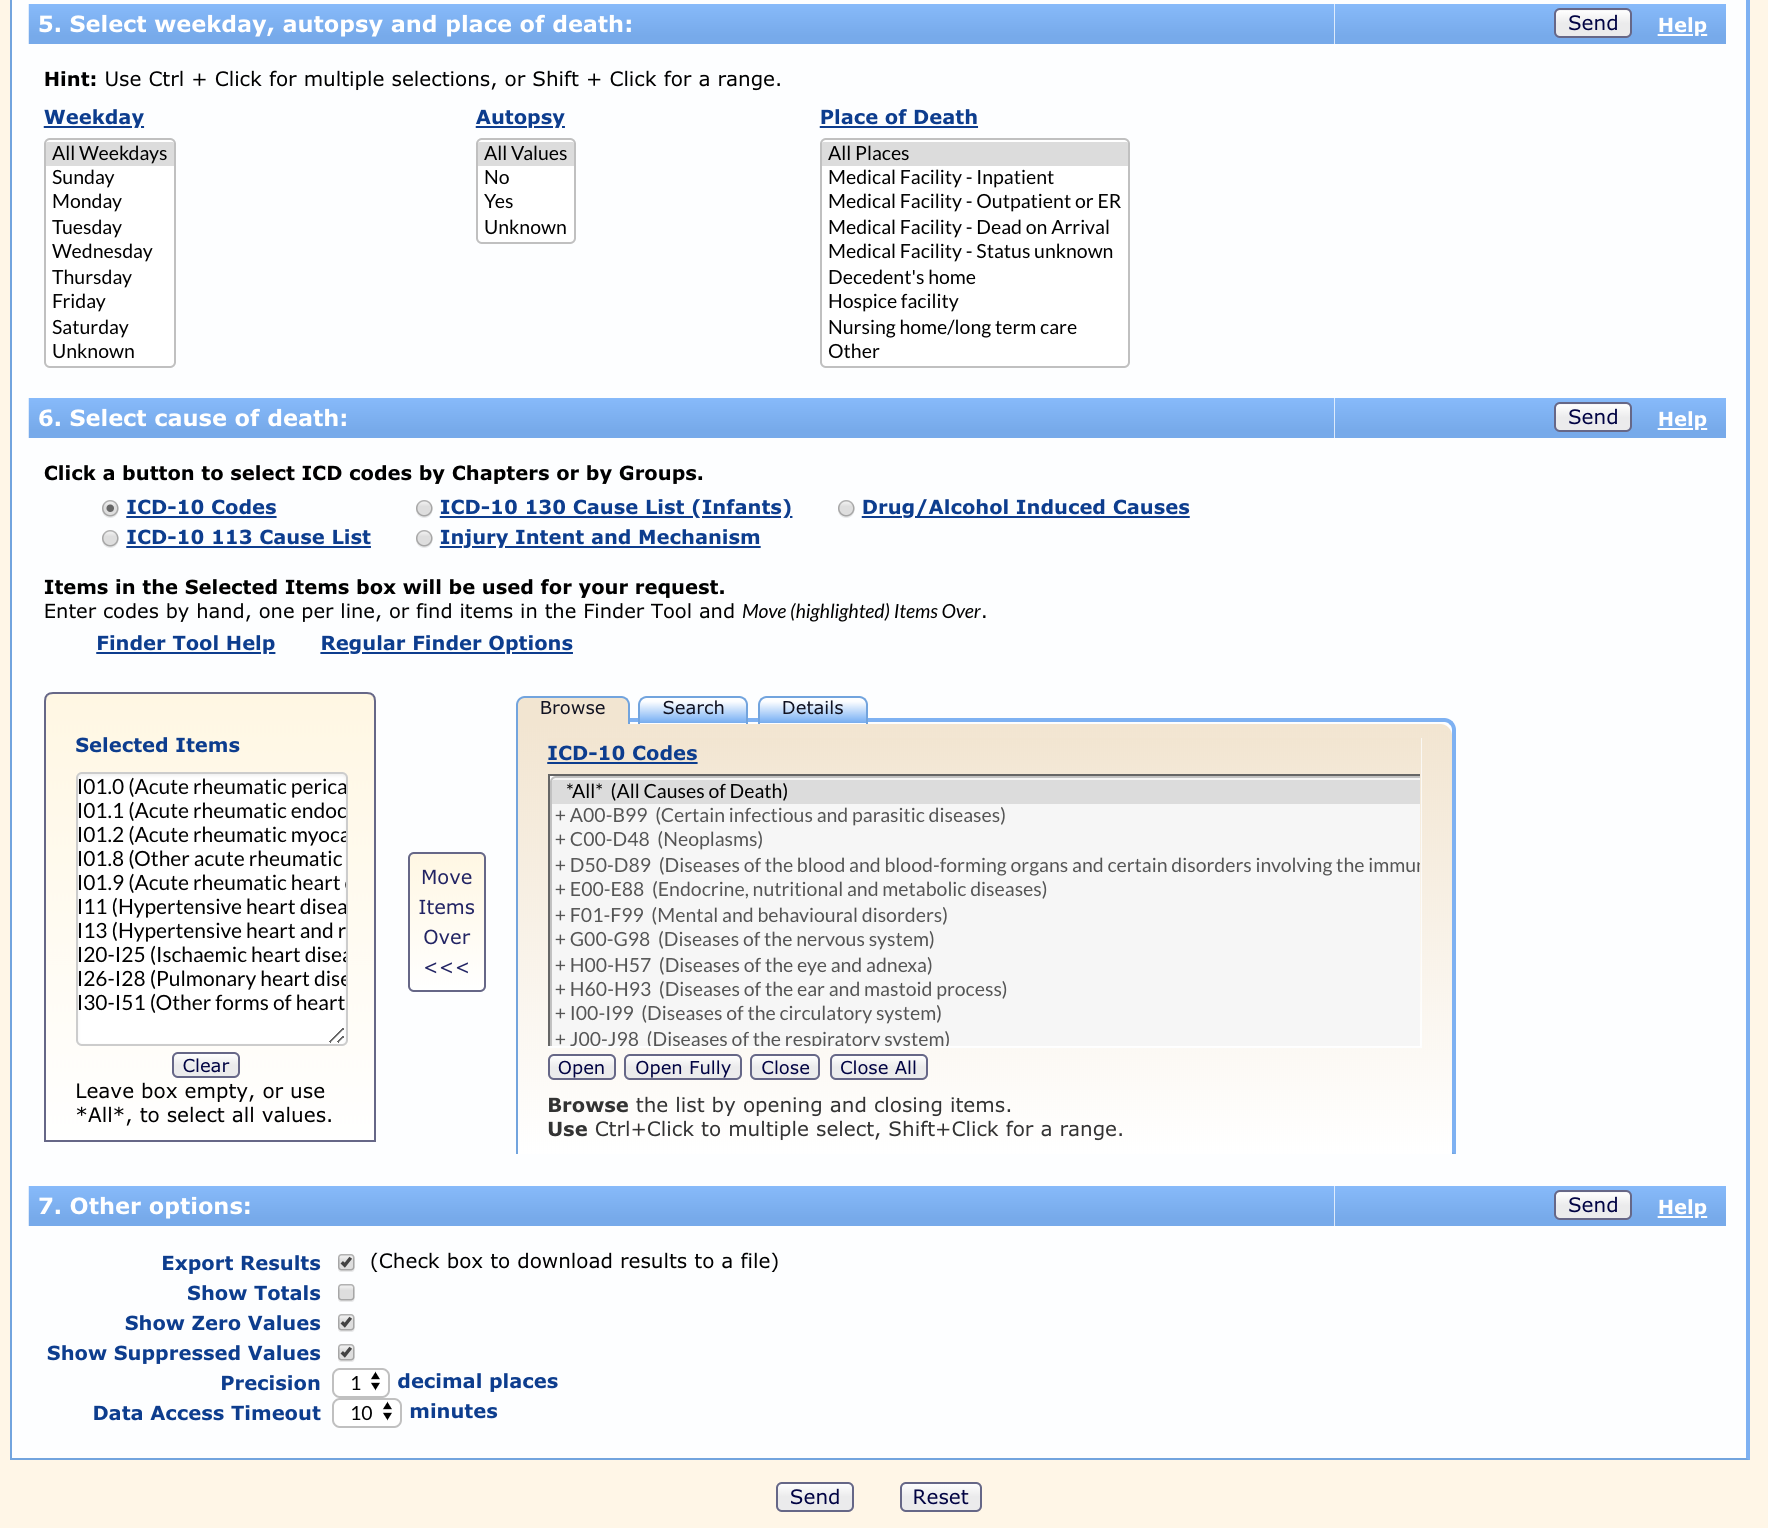 5. Select weekday, autopsy and place of death: Send Help
Hint: Use Ctrl + Click for multiple selections, or Shift + Click for a range.
Weekday
All Weekdays
Sunday
Monday
Tuesday
Wednesday
Thursday
Friday
Saturday
Unknown
Autopsy
All Values
No
Yes
Unknown
Place of Death
All Places
Medical Facility - Inpatient
Medical Facility - Outpatient or ER
Medical Facility - Dead on Arrival
Medical Facility - Status unknown
Decedent's home
Hospice facility
Nursing home/long term care
Other
6. Select cause of death: Send Help
Click a button to select ICD codes by Chapters or by Groups.
ICD-10 Codes ICD-10 130 Cause List (Infants) Drug/Alcohol Induced Causes
ICD-10 113 Cause List Injury Intent and Mechanism
Items in the Selected Items box will be used for your request.
Enter codes by hand, one per line, or find items in the Finder Tool and Move (highlighted) Items Over.
Finder Tool Help Regular Finder Options
Selected Items
I01.0 (Acute rheumatic perica
I01.1 (Acute rheumatic endoc
I01.2 (Acute rheumatic myoca
I01.8 (Other acute rheumatic
I01.9 (Acute rheumatic heart
I11 (Hypertensive heart disea
I13 (Hypertensive heart and r
I20-I25 (Ischaemic heart disea
I26-I28 (Pulmonary heart dise
I30-I51 (Other forms of heart
Clear
Leave box empty, or use
*All*, to select all values.
Move
Items
Over
<<<
Browse Search Details
ICD-10 Codes
*All* (All Causes of Death)
+ A00-B99 (Certain infectious and parasitic diseases)
+ C00-D48 (Neoplasms)
+ D50-D89 (Diseases of the blood and blood-forming organs and certain disorders involving the immur
+ E00-E88 (Endocrine, nutritional and metabolic diseases)
+ F01-F99 (Mental and behavioural disorders)
+ G00-G98 (Diseases of the nervous system)
+ H00-H57 (Diseases of the eye and adnexa)
+ H60-H93 (Diseases of the ear and mastoid process)
+ I00-I99 (Diseases of the circulatory system)
+ J00-J98 (Diseases of the respiratory system)
Open Open Fully Close Close All
Browse the list by opening and closing items.
Use Ctrl+Click to multiple select, Shift+Click for a range.
7. Other options: Send Help
Export Results (Check box to download results to a file)
Show Totals
Show Zero Values
Show Suppressed Values
Precision 1 decimal places
Data Access Timeout 10 minutes
Send Reset